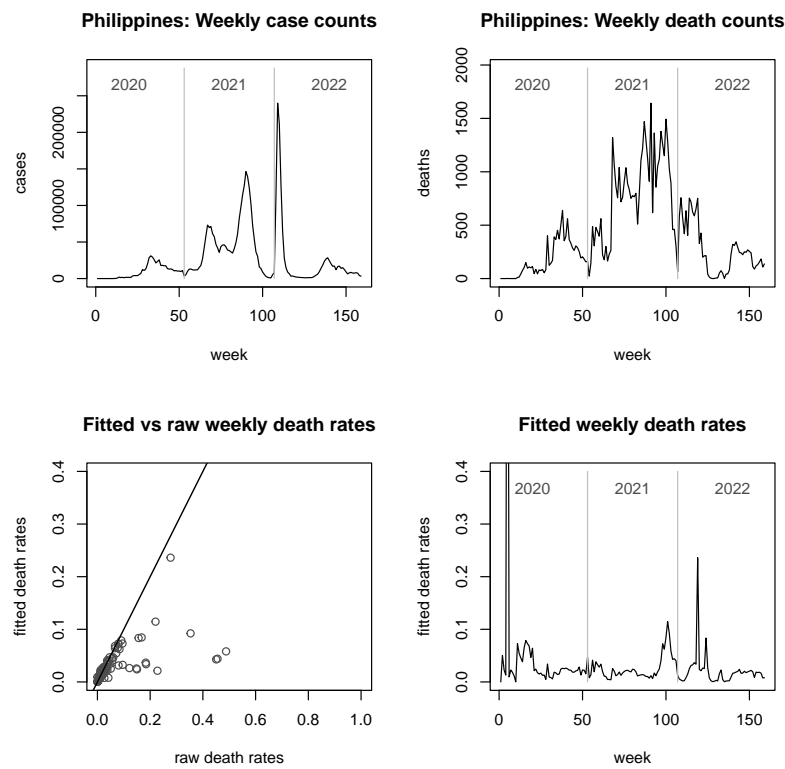 Philippines: Weekly case counts
2020 2021 2022
cases
0 100000 200000
0 50 100 150
week
Philippines: Weekly death counts
2020 2021 2022
deaths
0 500 1000 1500 2000
0 50 100 150
week
Fitted vs raw weekly death rates
fitted death rates
0.0 0.1 0.2 0.3 0.4
0.0 0.2 0.4 0.6 0.8 1.0
raw death rates
Fitted weekly death rates
2020 2021 2022
fitted death rates
0.0 0.1 0.2 0.3 0.4
0 50 100 150
week